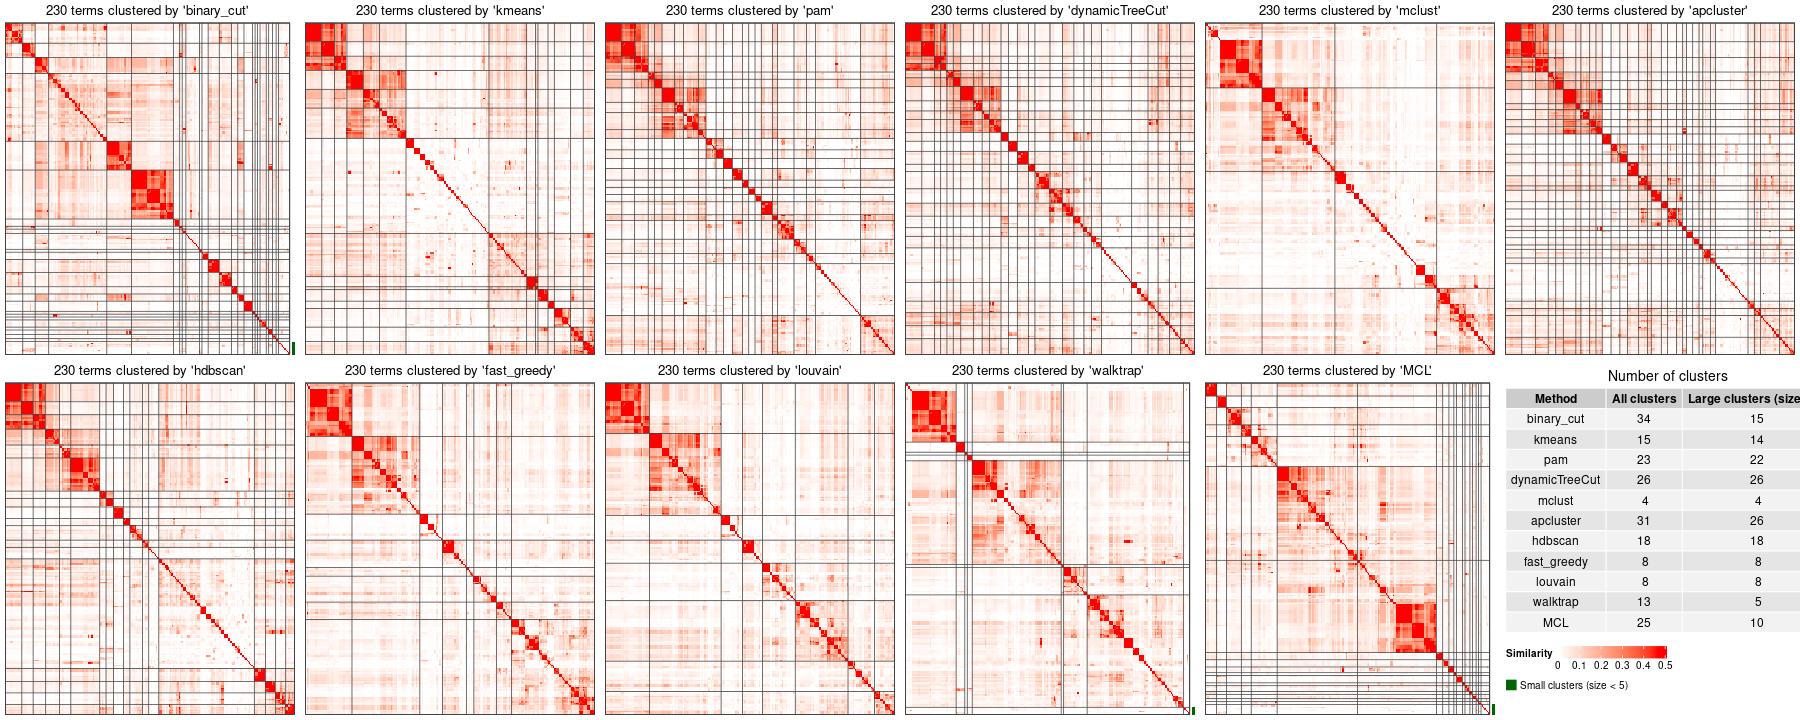 230 terms clustered by 'binary_cut'
230 terms clustered by 'kmeans'
230 terms clustered by 'pam'
230 terms clustered by 'dynamicTreeCut'
230 terms clustered by 'mclust'
230 terms clustered by 'apcluster'
230 terms clustered by 'hdbscan'
230 terms clustered by 'fast_greedy'
230 terms clustered by 'louvain'
230 terms clustered by 'walktrap'
230 terms clustered by 'MCL'
Number of clusters
Method All clusters Large clusters (size
binary_cut 34 15
kmeans 15 14
pam 23 22
dynamicTreeCut 26 26
mclust 4 4
apcluster 31 26
hdbscan 18 18
fast_greedy 8 8
louvain 8 8
walktrap 13 5
MCL 25 10
Similarity
0 0.1 0.2 0.3 0.4 0.5
Small clusters (size < 5)